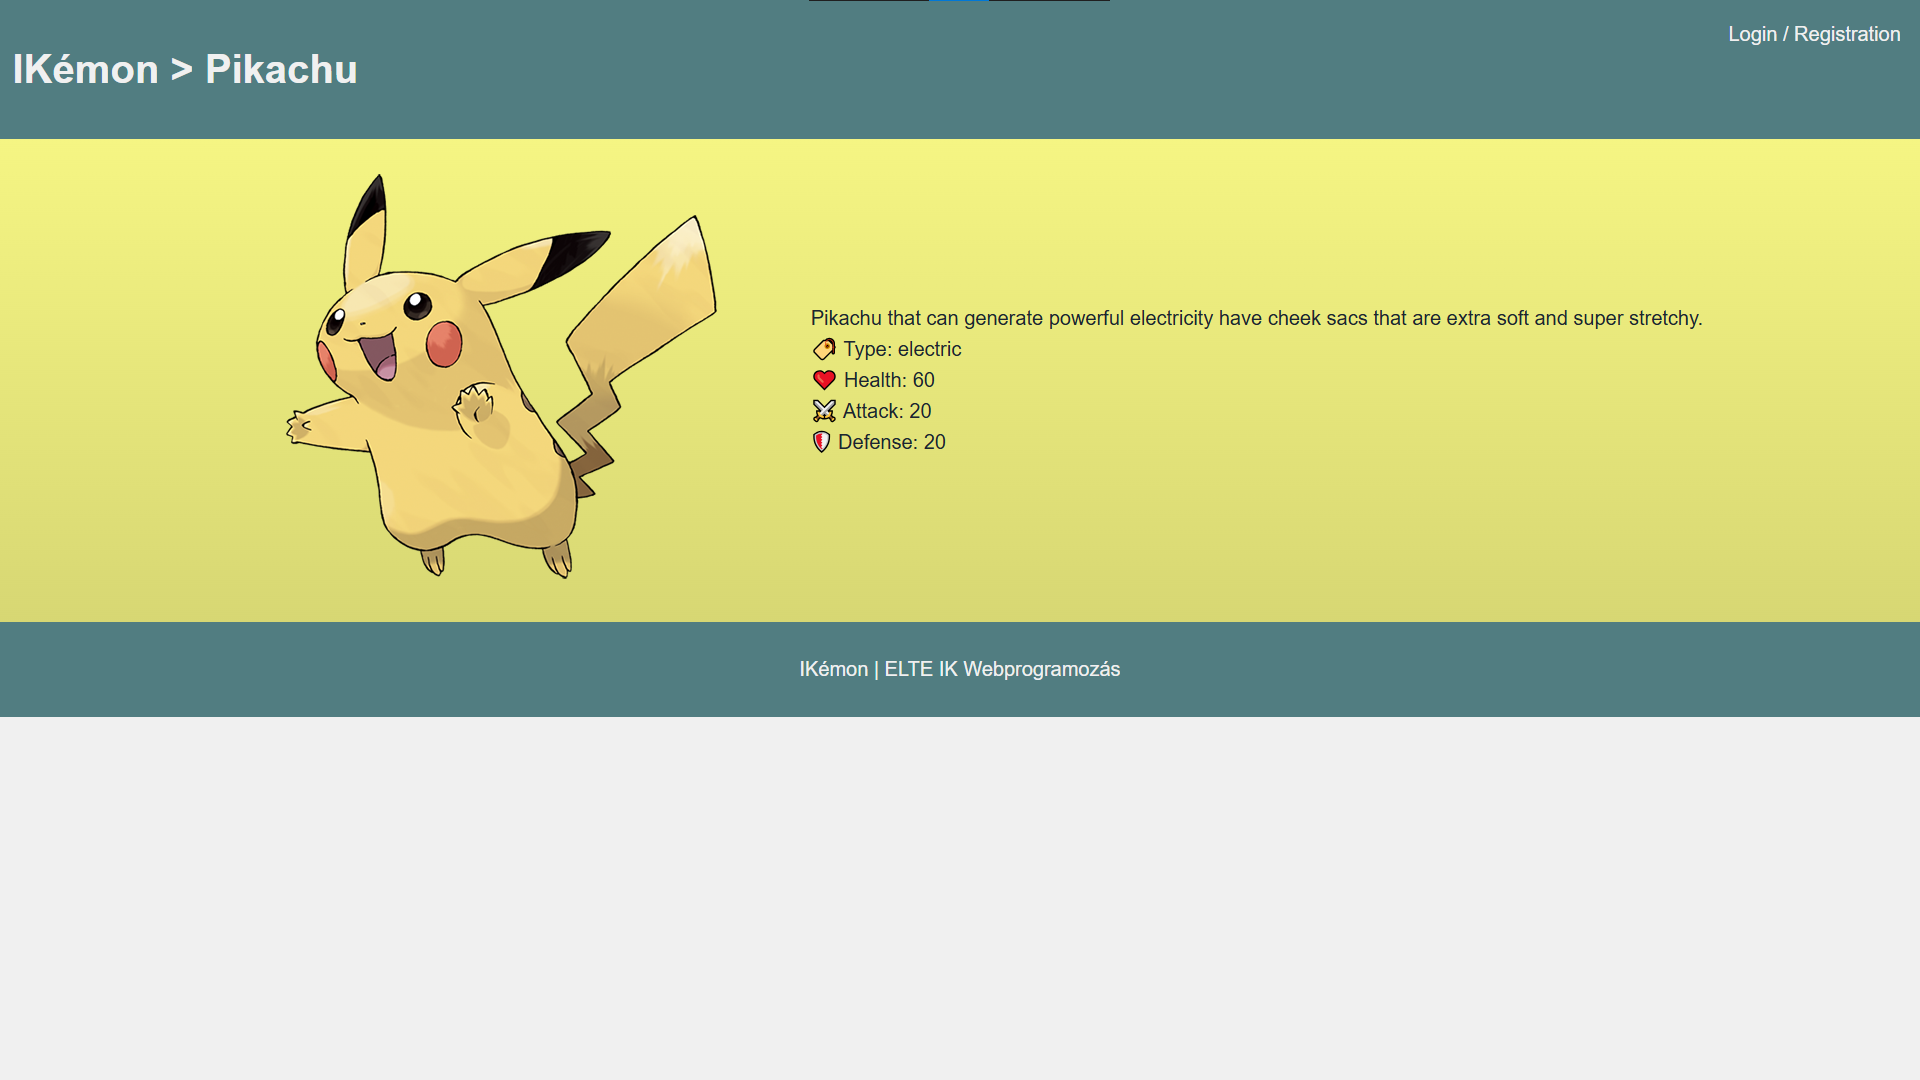 Login / Registration
IKémon > Pikachu
Pikachu that can generate powerful electricity have cheek sacs that are extra soft and super stretchy.
Type: electric
Health: 60
Attack: 20
Defense: 20
IKémon | ELTE IK Webprogramozás